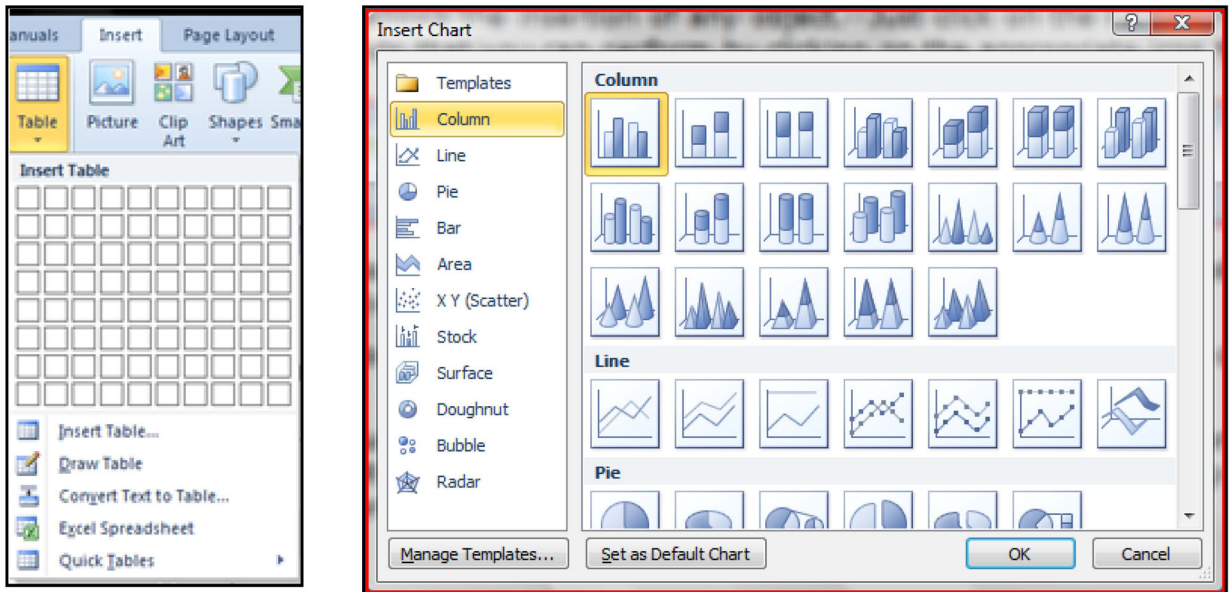 anuals Insert Page Layout
Table Picture Clip Art Shapes Sma
Insert Table
Insert Table...
Draw Table
Convert Text to Table...
Excel Spreadsheet
Quick Tables
Insert Chart
Templates
Column
Line
Pie
Bar
Area
X Y (Scatter)
Stock
Surface
Doughnut
Bubble
Radar
Column
Line
Pie
Manage Templates...
Set as Default Chart
OK
Cancel